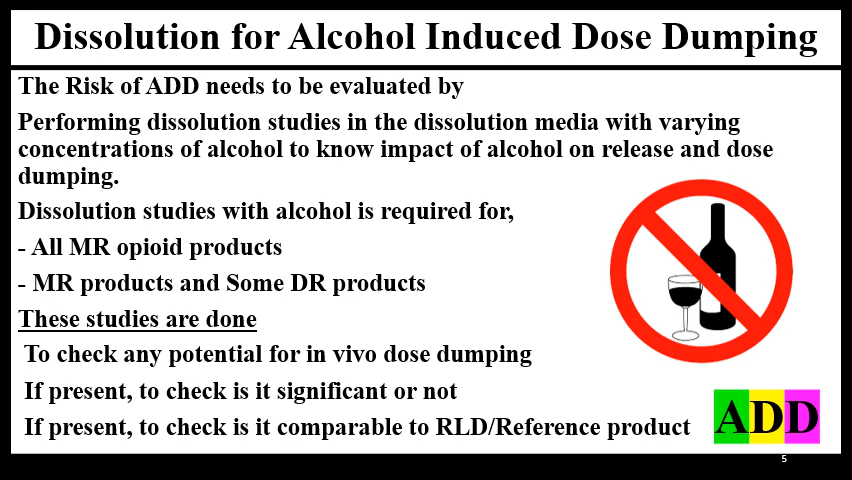 Dissolution for Alcohol Induced Dose Dumping
The Risk of ADD needs to be evaluated by
Performing dissolution studies in the dissolution media with varying
concentrations of alcohol to know impact of alcohol on release and dose
dumping.
Dissolution studies with alcohol is required for,
- All MR opioid products
- MR products and Some DR products
These studies are done
To check any potential for in vivo dose dumping
If present, to check is it significant or not
If present, to check is it comparable to RLD/Reference product
ADD
5